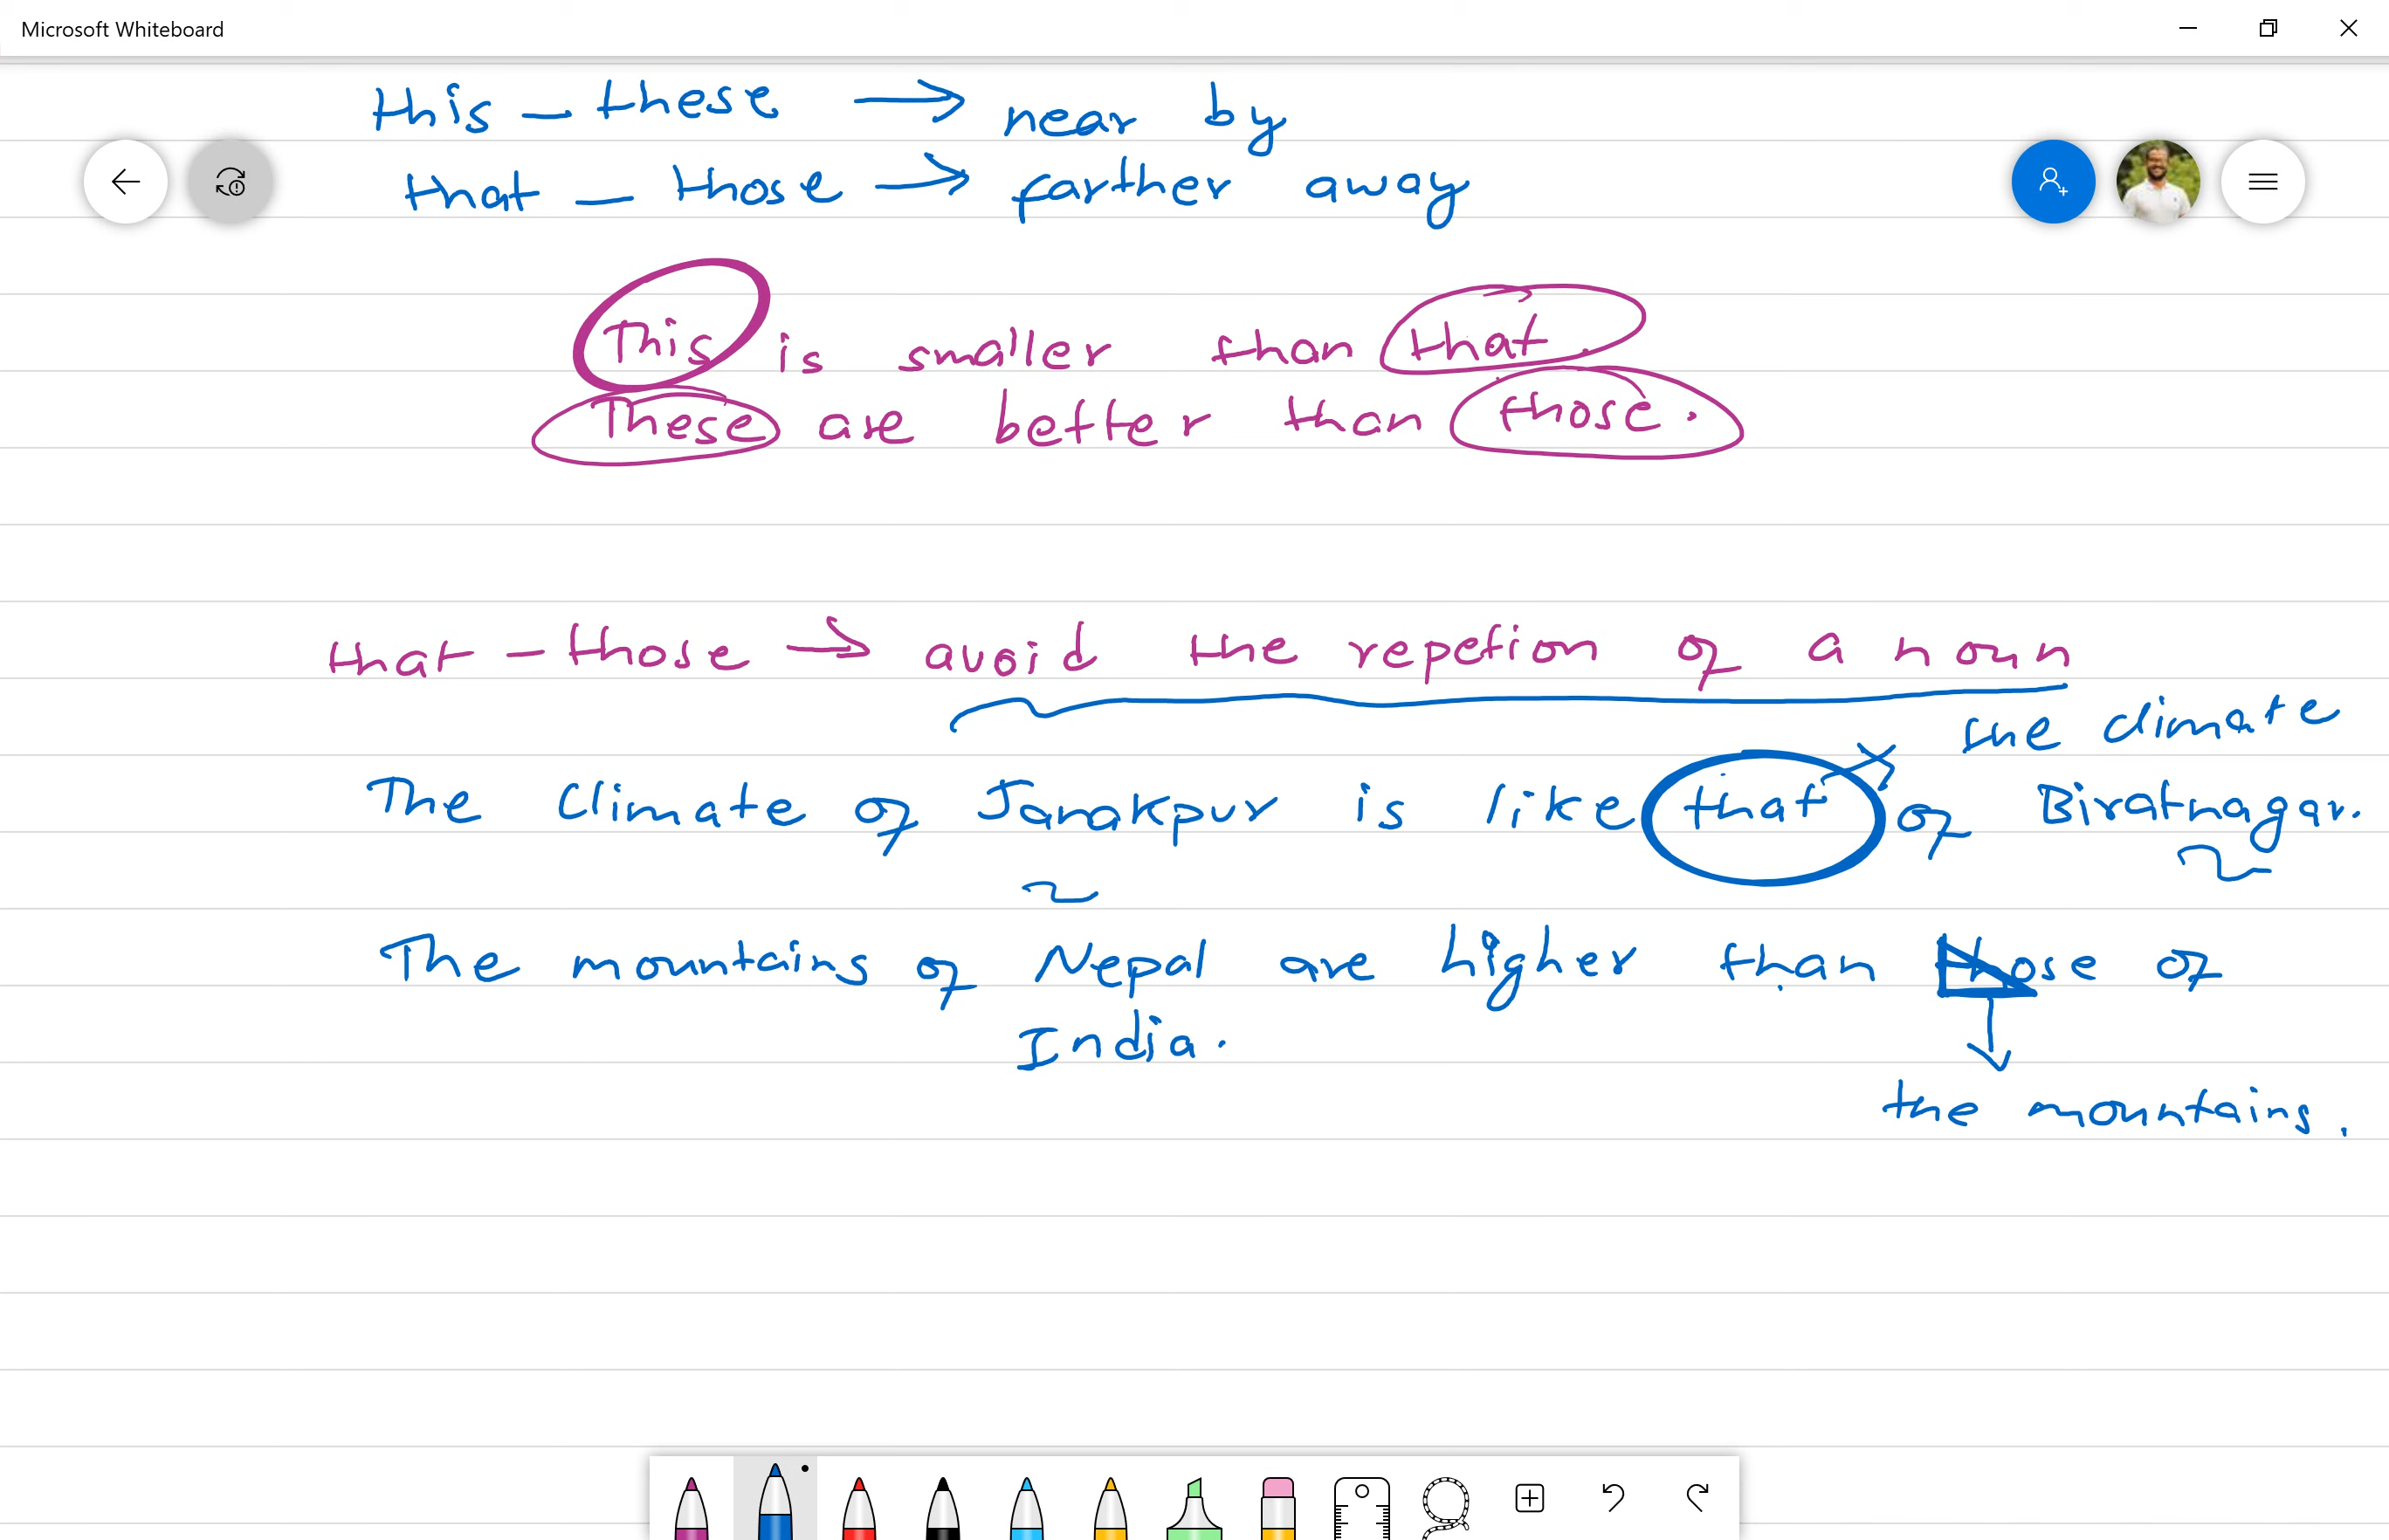 Microsoft Whiteboard
this – these → near by
that – those → farther away
This is smaller than that.
These are better than those.
that – those → avoid the repetion of a noun
the climate
The Climate of Janakpur is like that of Biratnagar.
The mountains of Nepal are higher than those of
India.
the mountains.